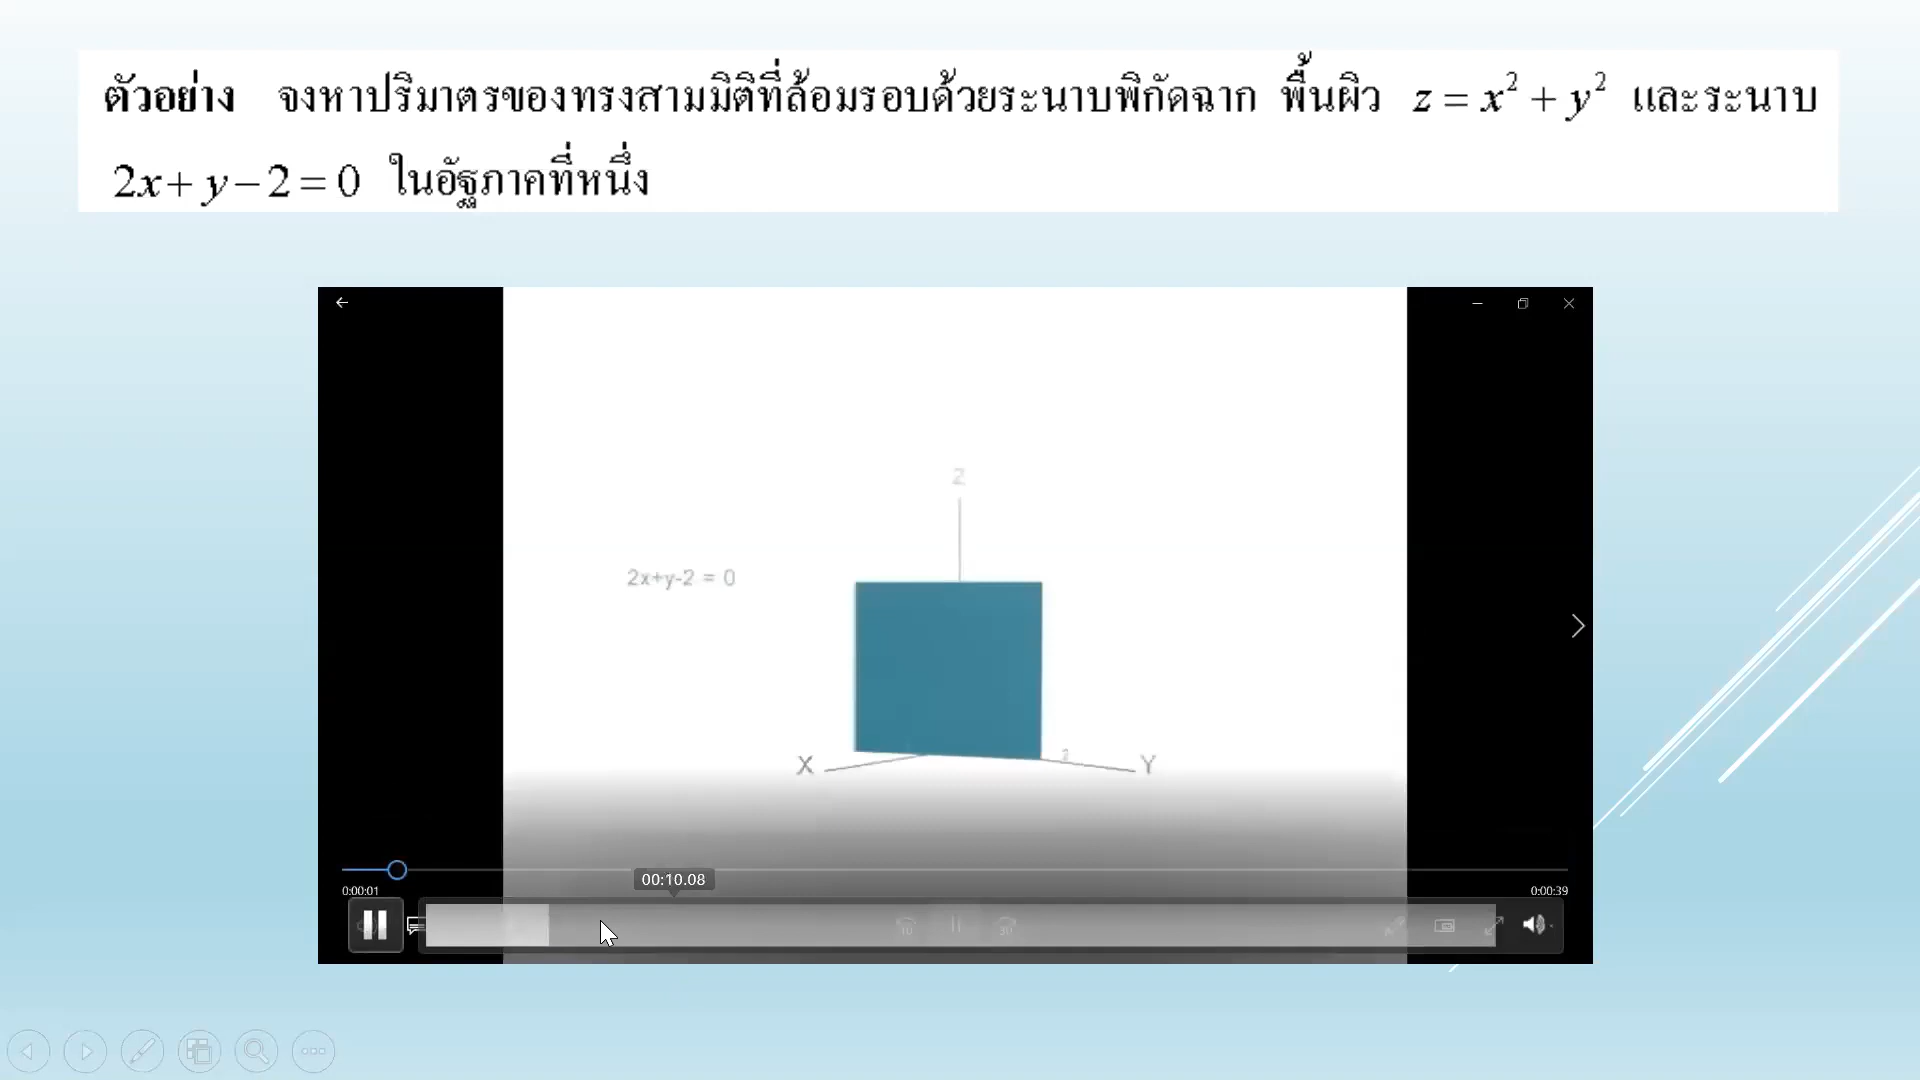 ตัวอย่าง จงหาปริมาตรของทรงสามมิติที่ล้อมรอบด้วยระนาบพิกัดฉาก พื้นผิว z = x² + y² และระนาบ
2x + y − 2 = 0 ในอัฐภาคที่หนึ่ง
Z
2x+y-2 = 0
2
X
Y
00:10.08
0:00:01
0:00:39
10
30